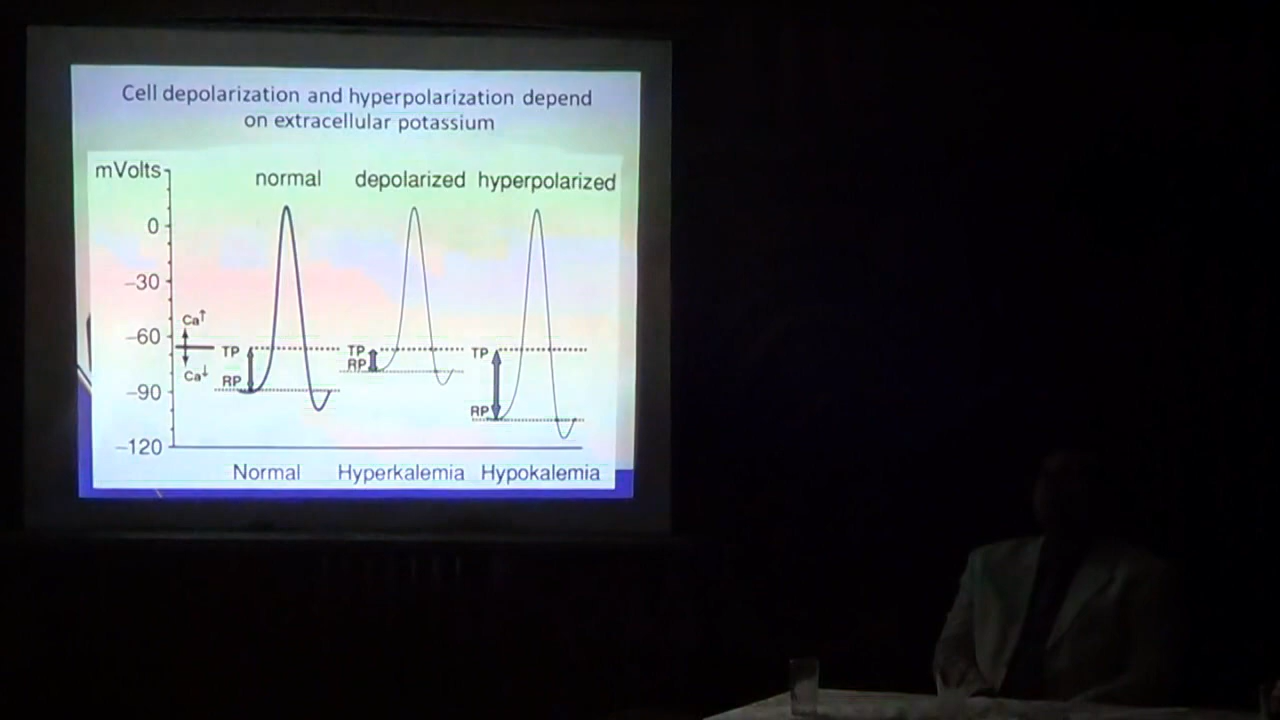 Cell depolarization and hyperpolarization depend
on extracellular potassium
mVolts
normal depolarized hyperpolarized
0
–30
Ca↑
–60
TP TP TP
RP
Ca↓
RP
–90
RP
–120
Normal Hyperkalemia Hypokalemia